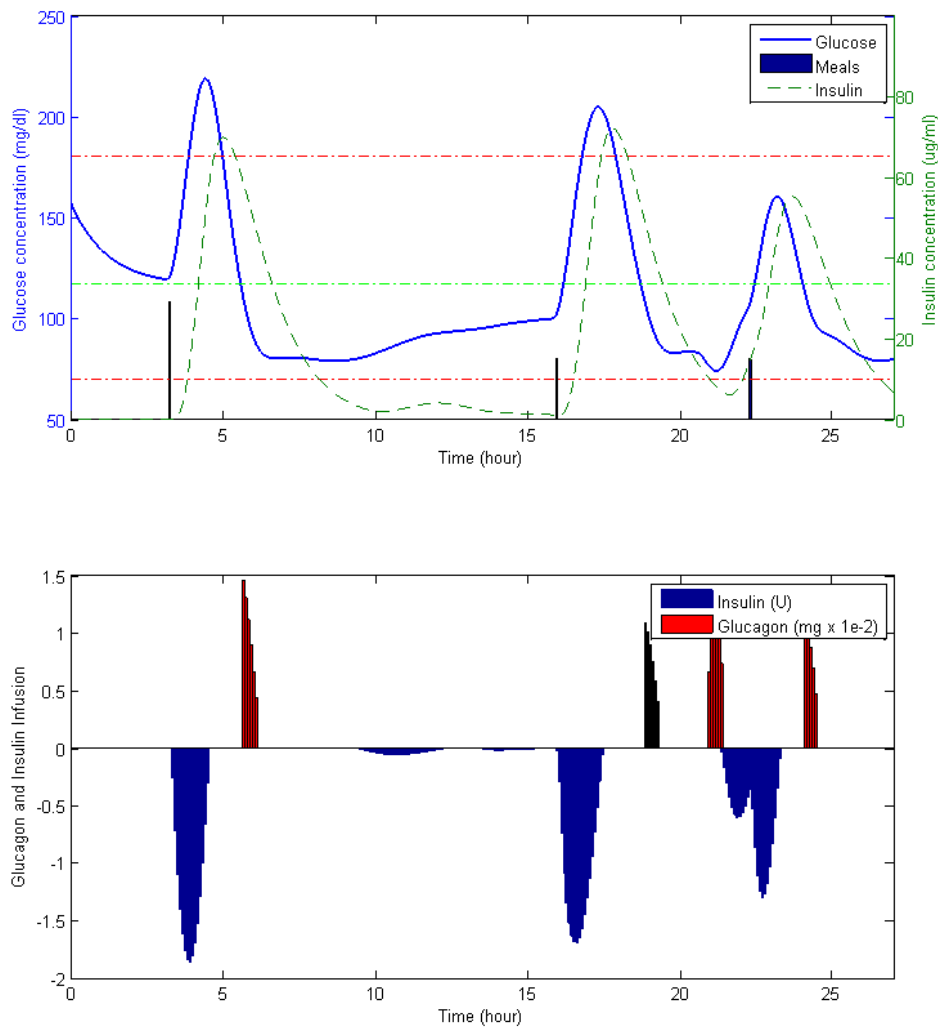 250
200
150
100
50
Glucose concentration (mg/dl)
Glucose
Meals
Insulin
80
60
40
20
0
Insulin concentration (ug/ml)
0 5 10 15 20 25
Time (hour)
1.5
1
0.5
0
-0.5
-1
-1.5
-2
Glucagon and Insulin Infusion
Insulin (U)
Glucagon (mg x 1e-2)
0 5 10 15 20 25
Time (hour)